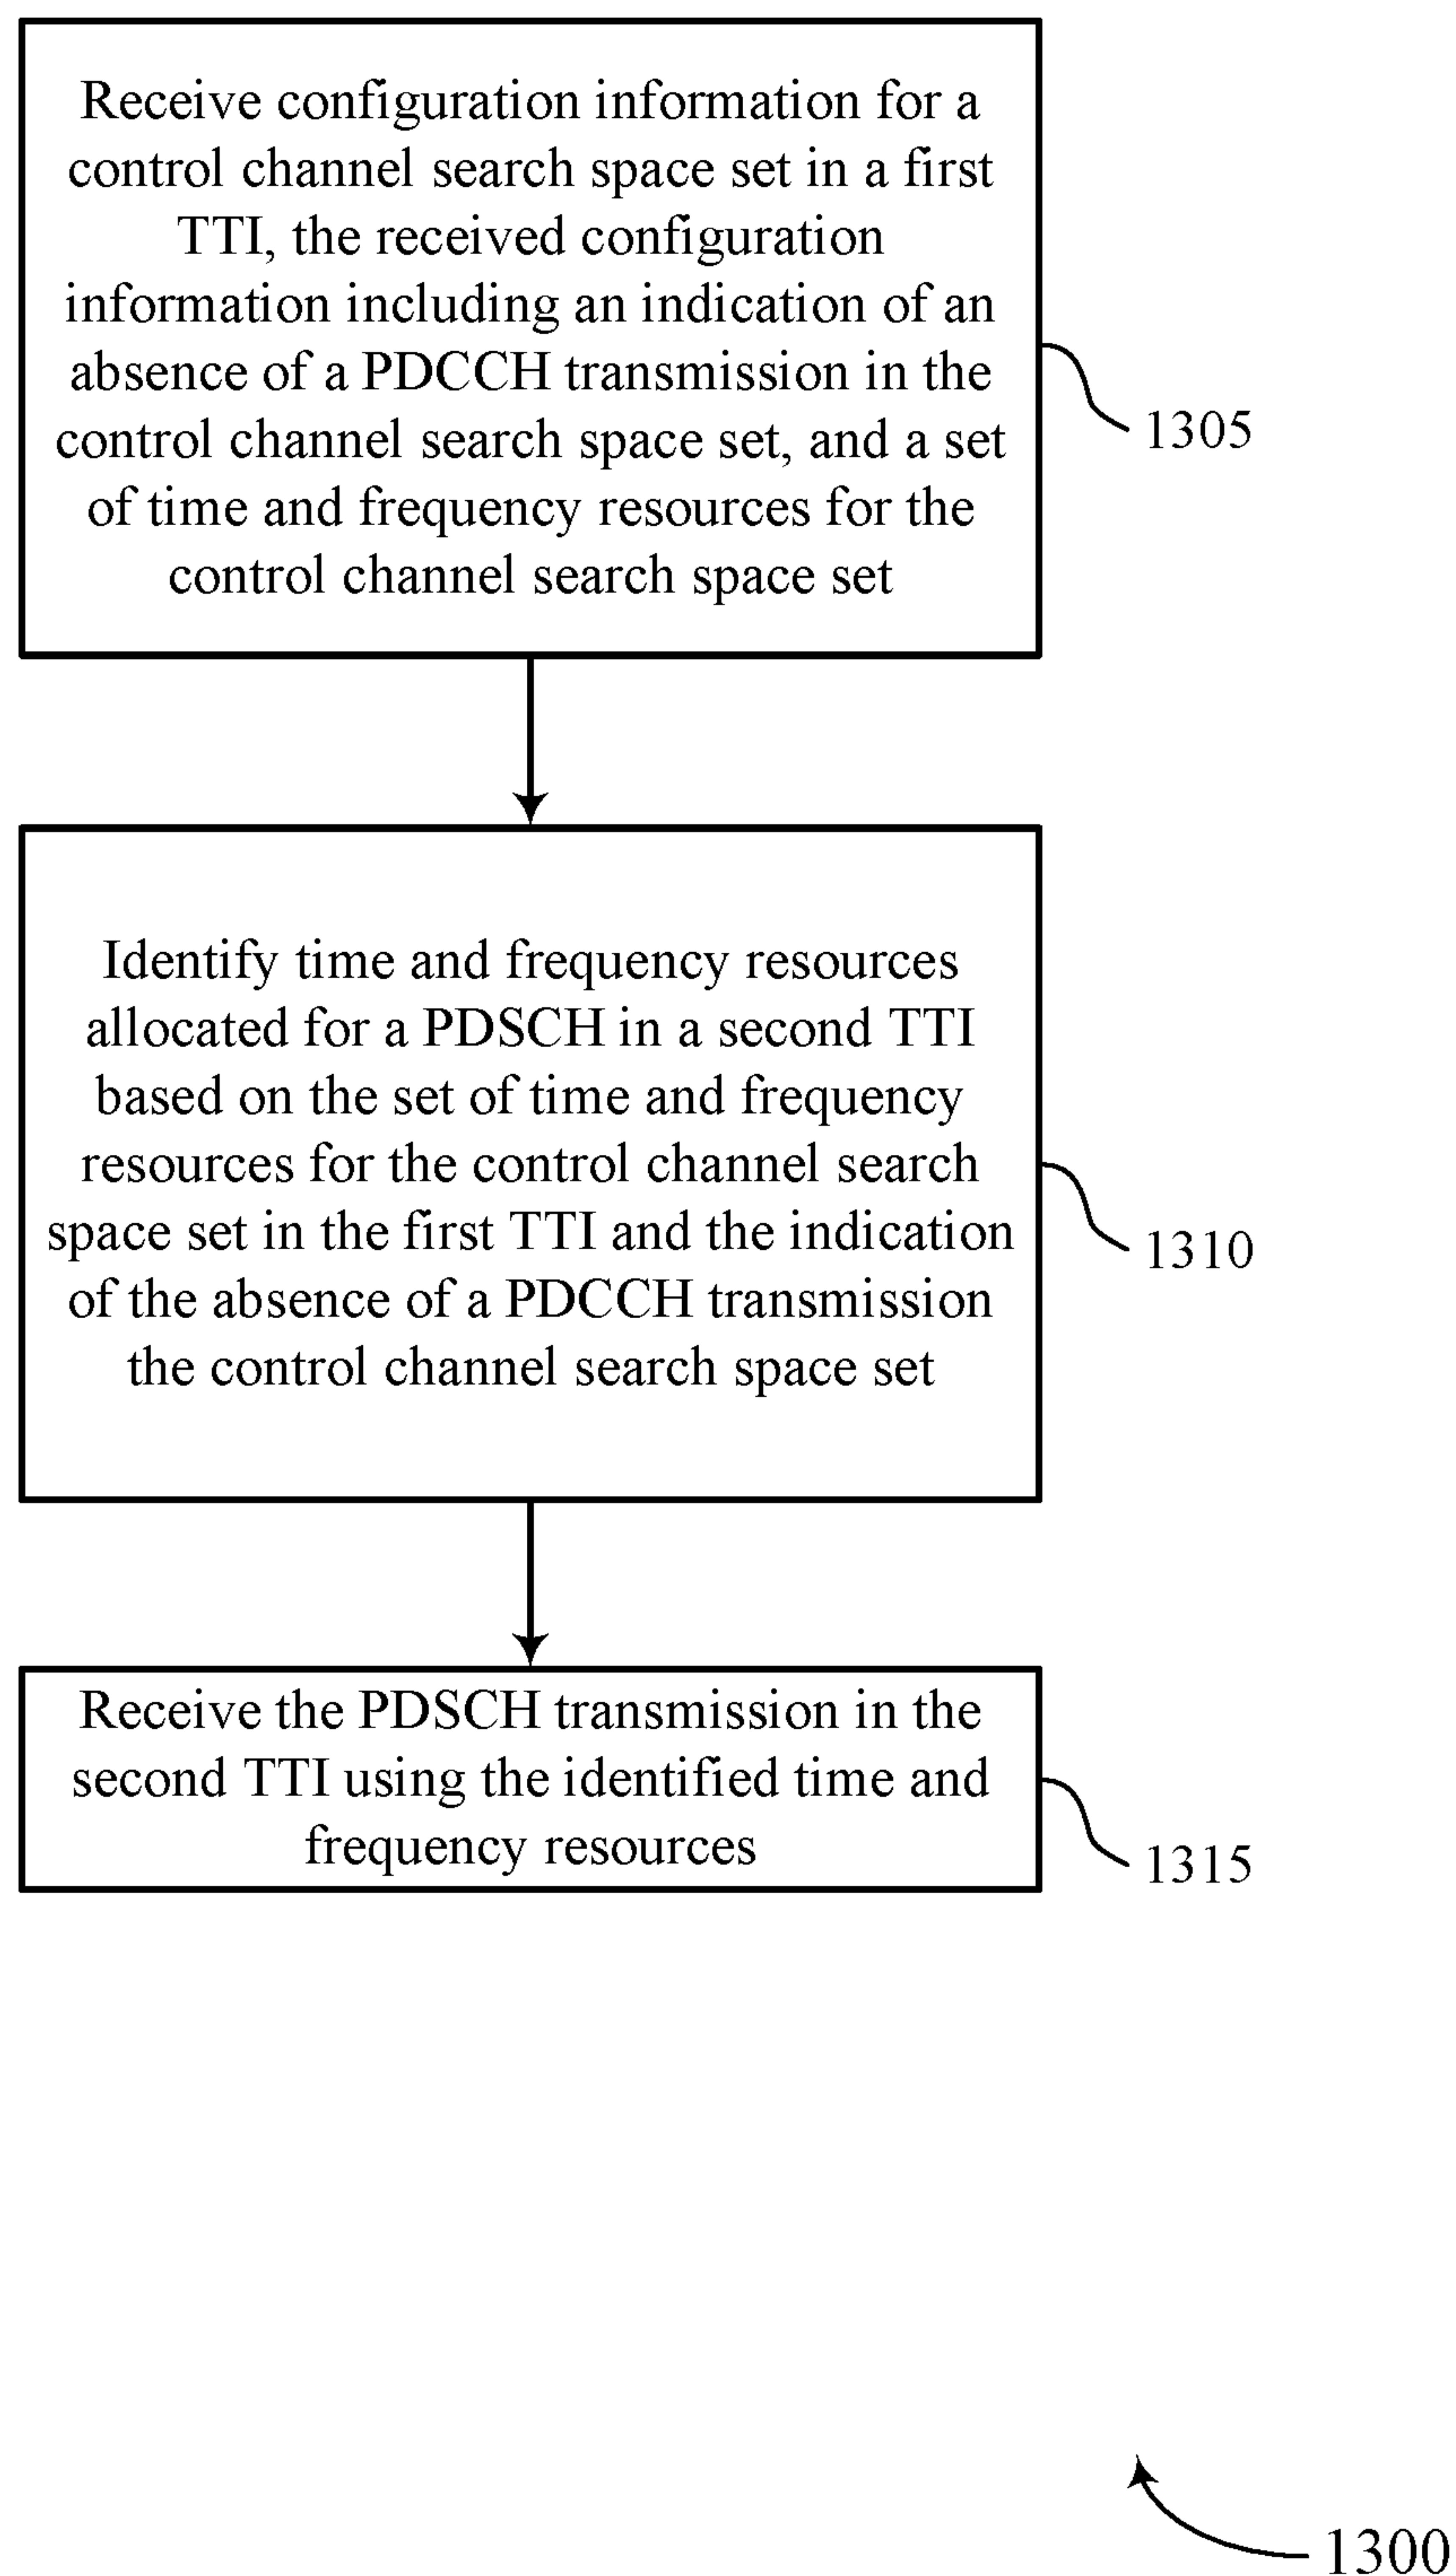 Receive configuration information for a
control channel search space set in a first
TTI, the received configuration
information including an indication of an
absence of a PDCCH transmission in the
control channel search space set, and a set
of time and frequency resources for the
control channel search space set
1305
Identify time and frequency resources
allocated for a PDSCH in a second TTI
based on the set of time and frequency
resources for the control channel search
space set in the first TTI and the indication
of the absence of a PDCCH transmission
the control channel search space set
1310
Receive the PDSCH transmission in the
second TTI using the identified time and
frequency resources
1315
1300